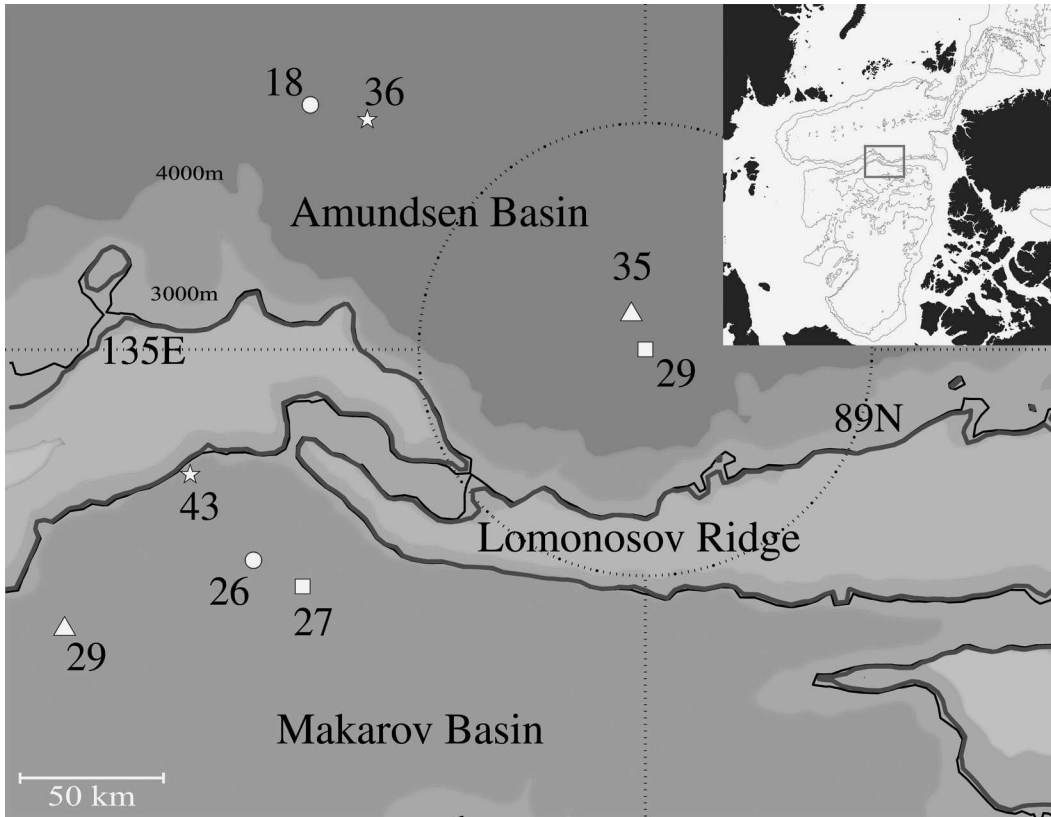 18
36
4000m
Amundsen Basin
35
3000m
135E
29
89N
43
Lomonosov Ridge
26
27
29
Makarov Basin
50 km